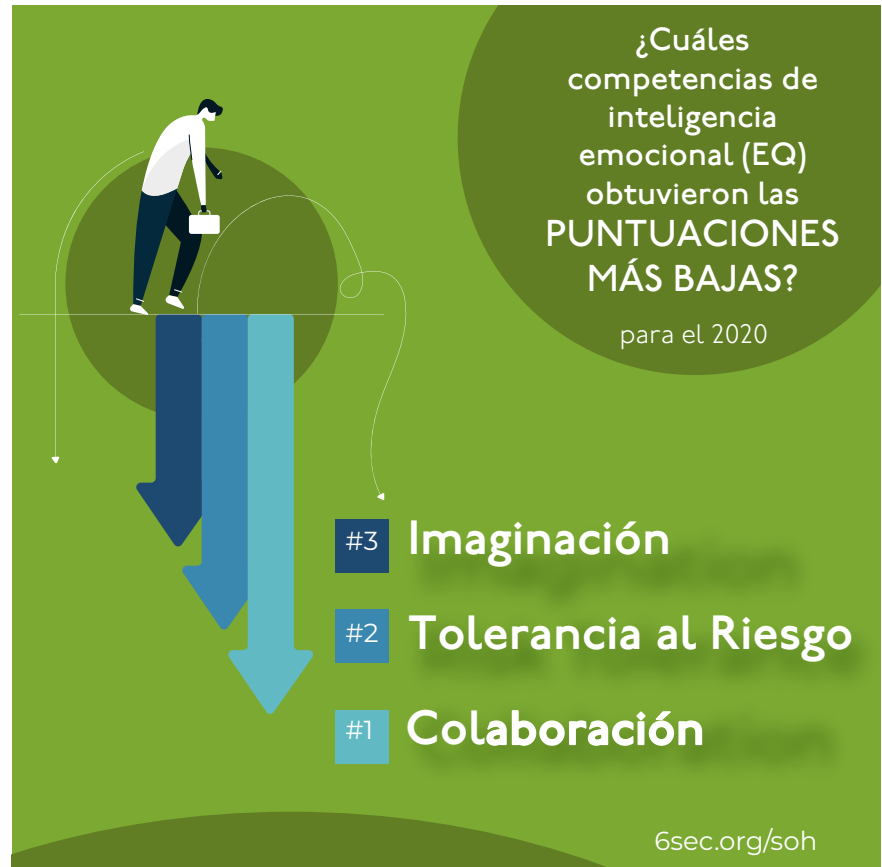 ¿Cuáles
competencias de
inteligencia
emocional (EQ)
obtuvieron las
PUNTUACIONES
MÁS BAJAS?
para el 2020
#3 Imaginación
#2 Tolerancia al Riesgo
#1 Colaboración
6sec.org/soh